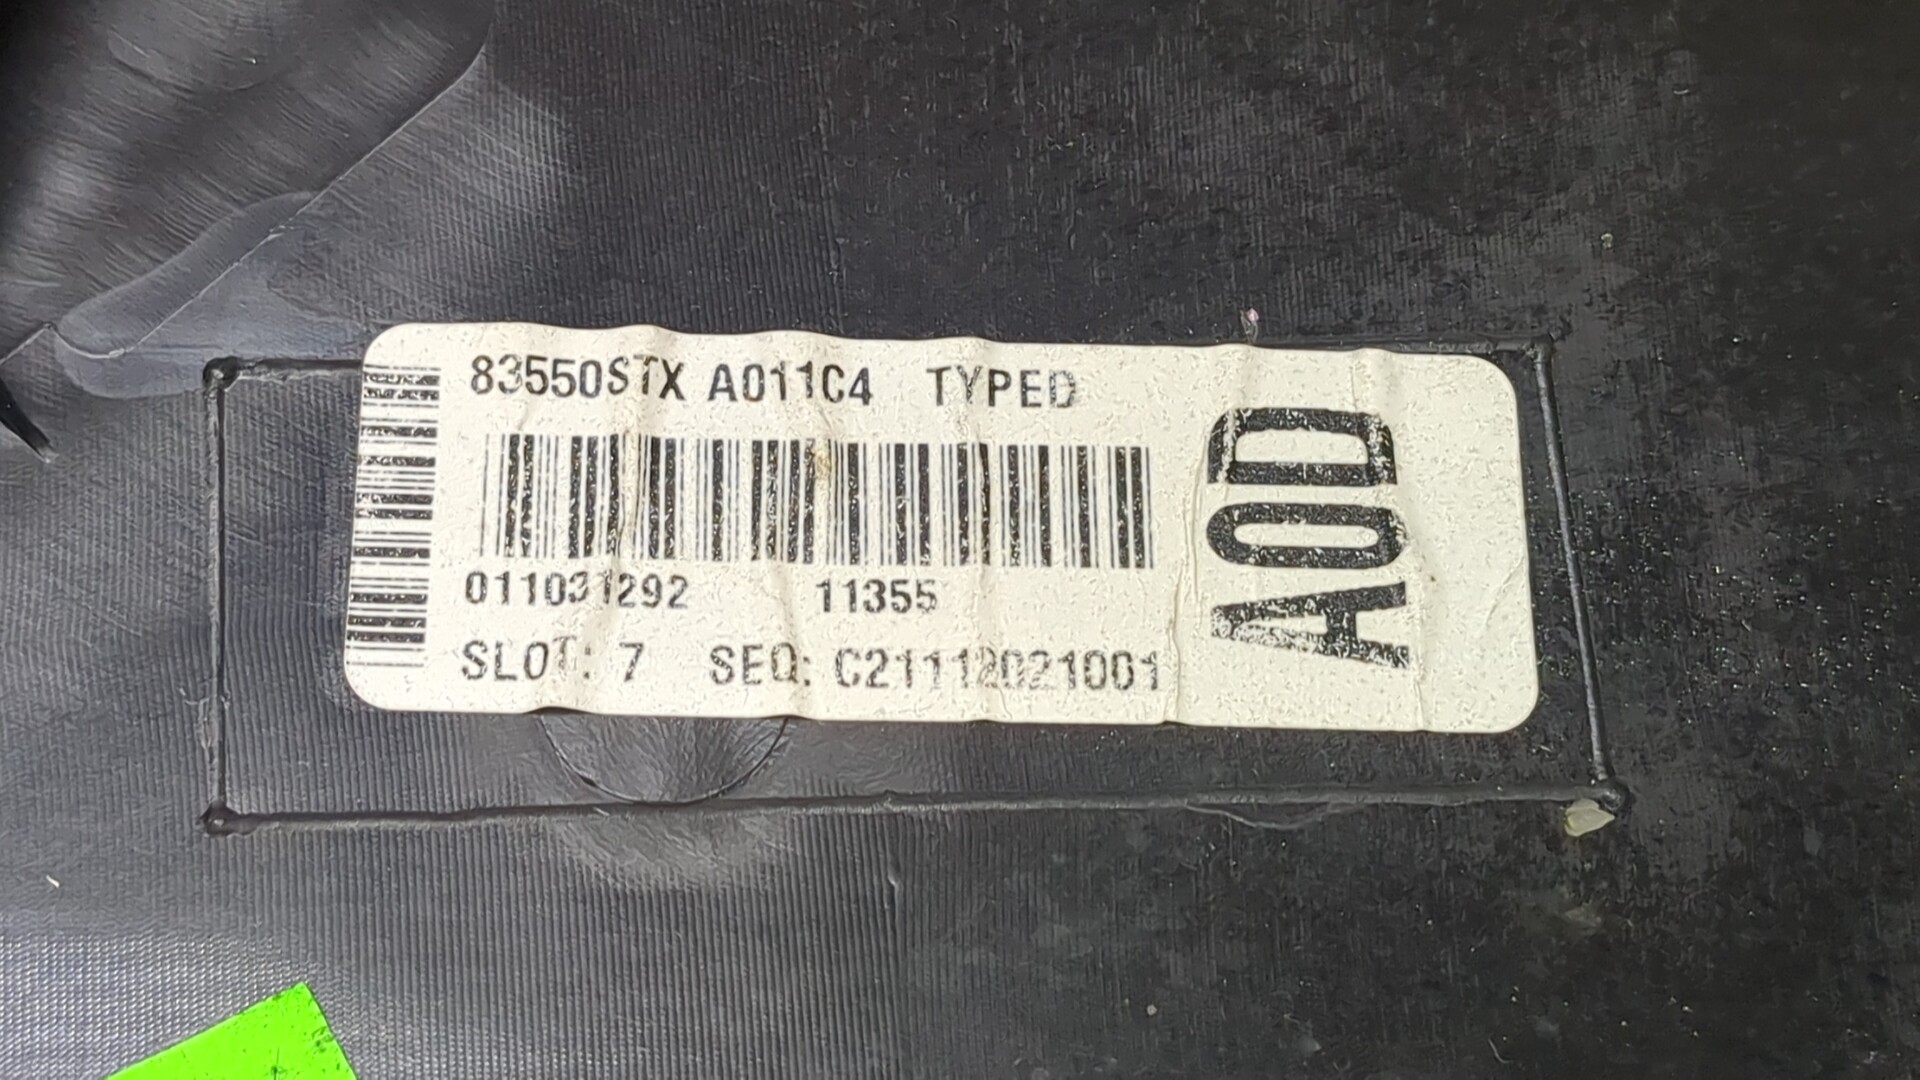 83550STX A011C4 TYPED
011031292 11355
SLOT: 7 SEQ: C21112021001
A0D